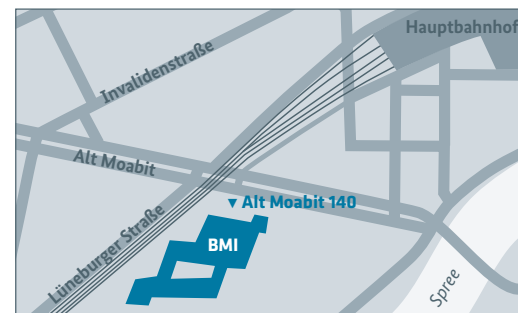 Hauptbahnhof
Invalidenstraße
Alt Moabit
▼ Alt Moabit 140
Lüneburger Straße
BMI
Spree